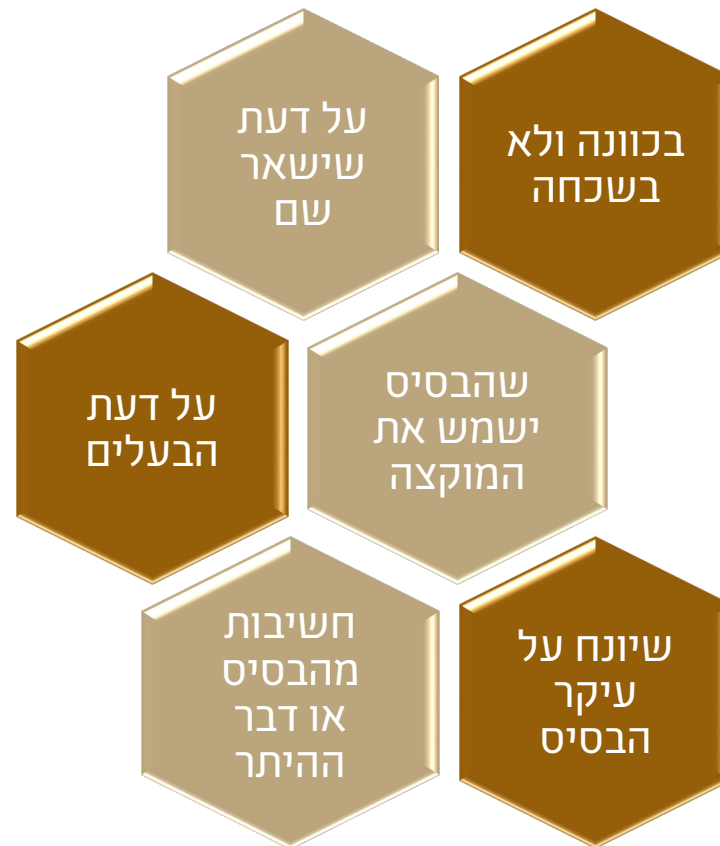 בכוונה ולא
בשכחה
על דעת
שישאר
שם
שהבסיס
ישמש את
המוקצה
על דעת
הבעלים
שיונח על
עיקר
הבסיס
חשיבות
מהבסיס
או דבר
ההיתר